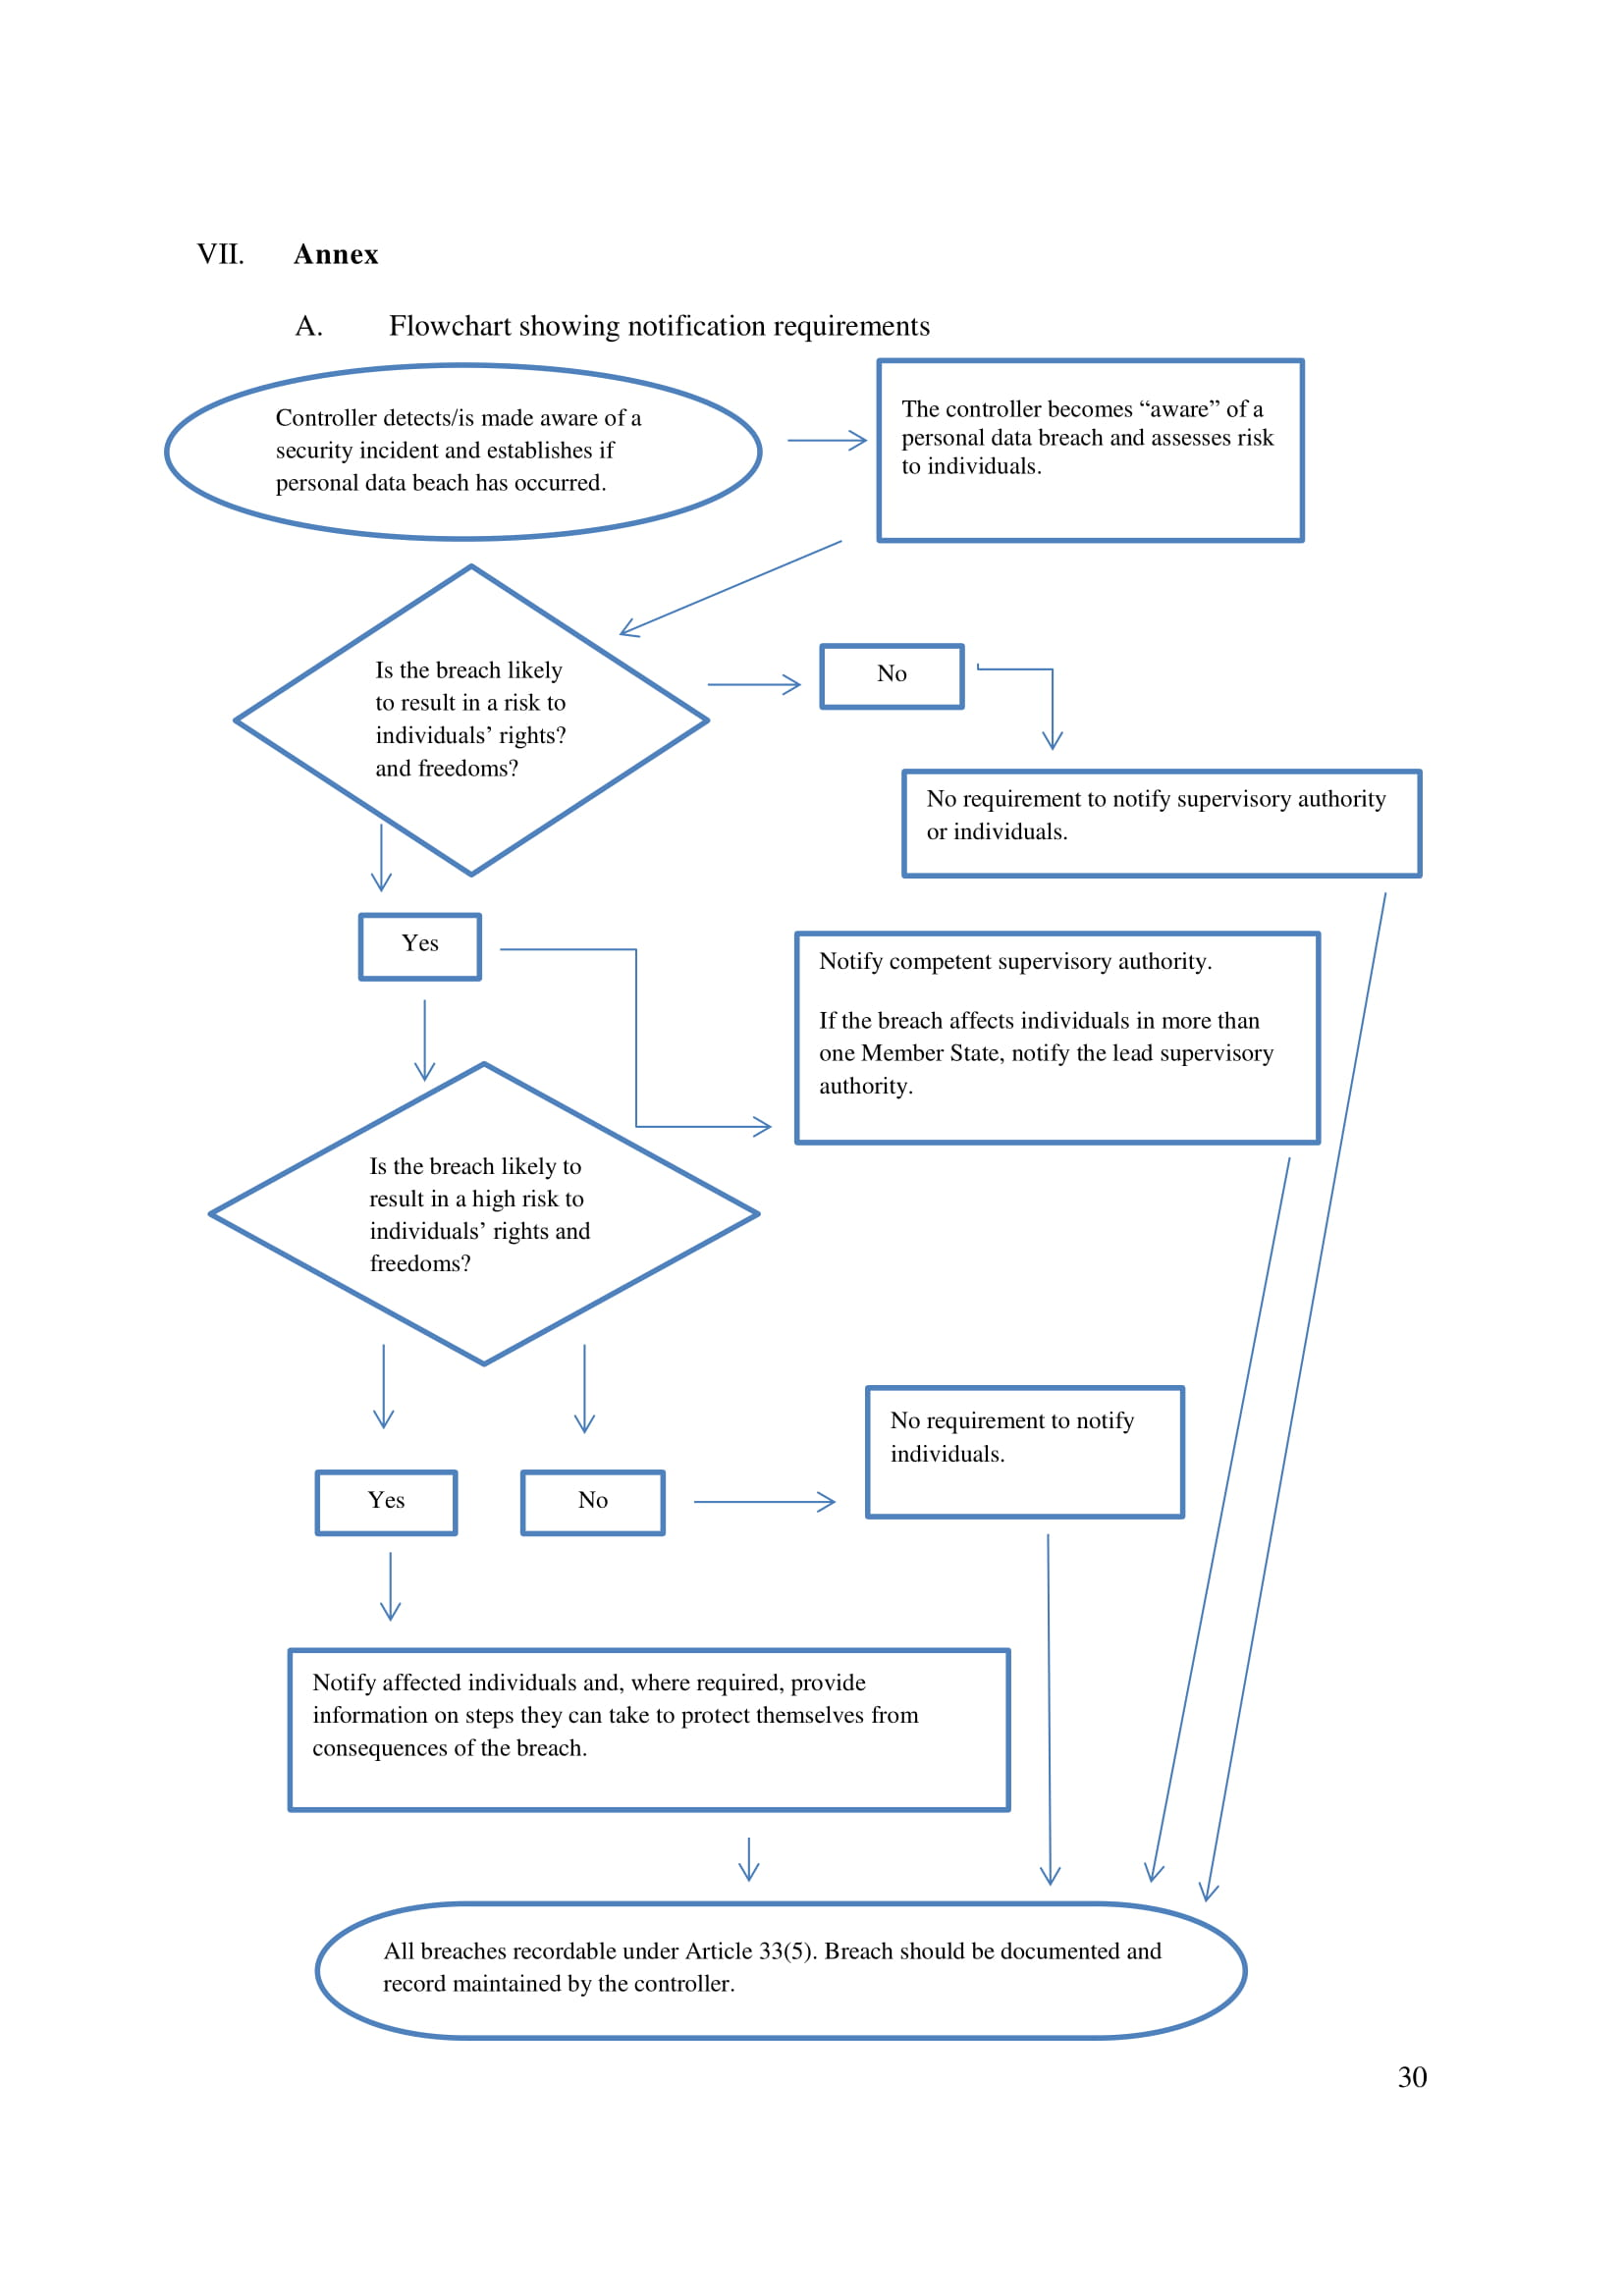 VII. Annex
A. Flowchart showing notification requirements
Controller detects/is made aware of a
security incident and establishes if
personal data beach has occurred.
The controller becomes “aware” of a
personal data breach and assesses risk
to individuals.
Is the breach likely
to result in a risk to
individuals’ rights?
and freedoms?
No
No requirement to notify supervisory authority
or individuals.
Yes
Notify competent supervisory authority.
If the breach affects individuals in more than
one Member State, notify the lead supervisory
authority.
Is the breach likely to
result in a high risk to
individuals’ rights and
freedoms?
Yes
No
No requirement to notify
individuals.
Notify affected individuals and, where required, provide
information on steps they can take to protect themselves from
consequences of the breach.
All breaches recordable under Article 33(5). Breach should be documented and
record maintained by the controller.
30